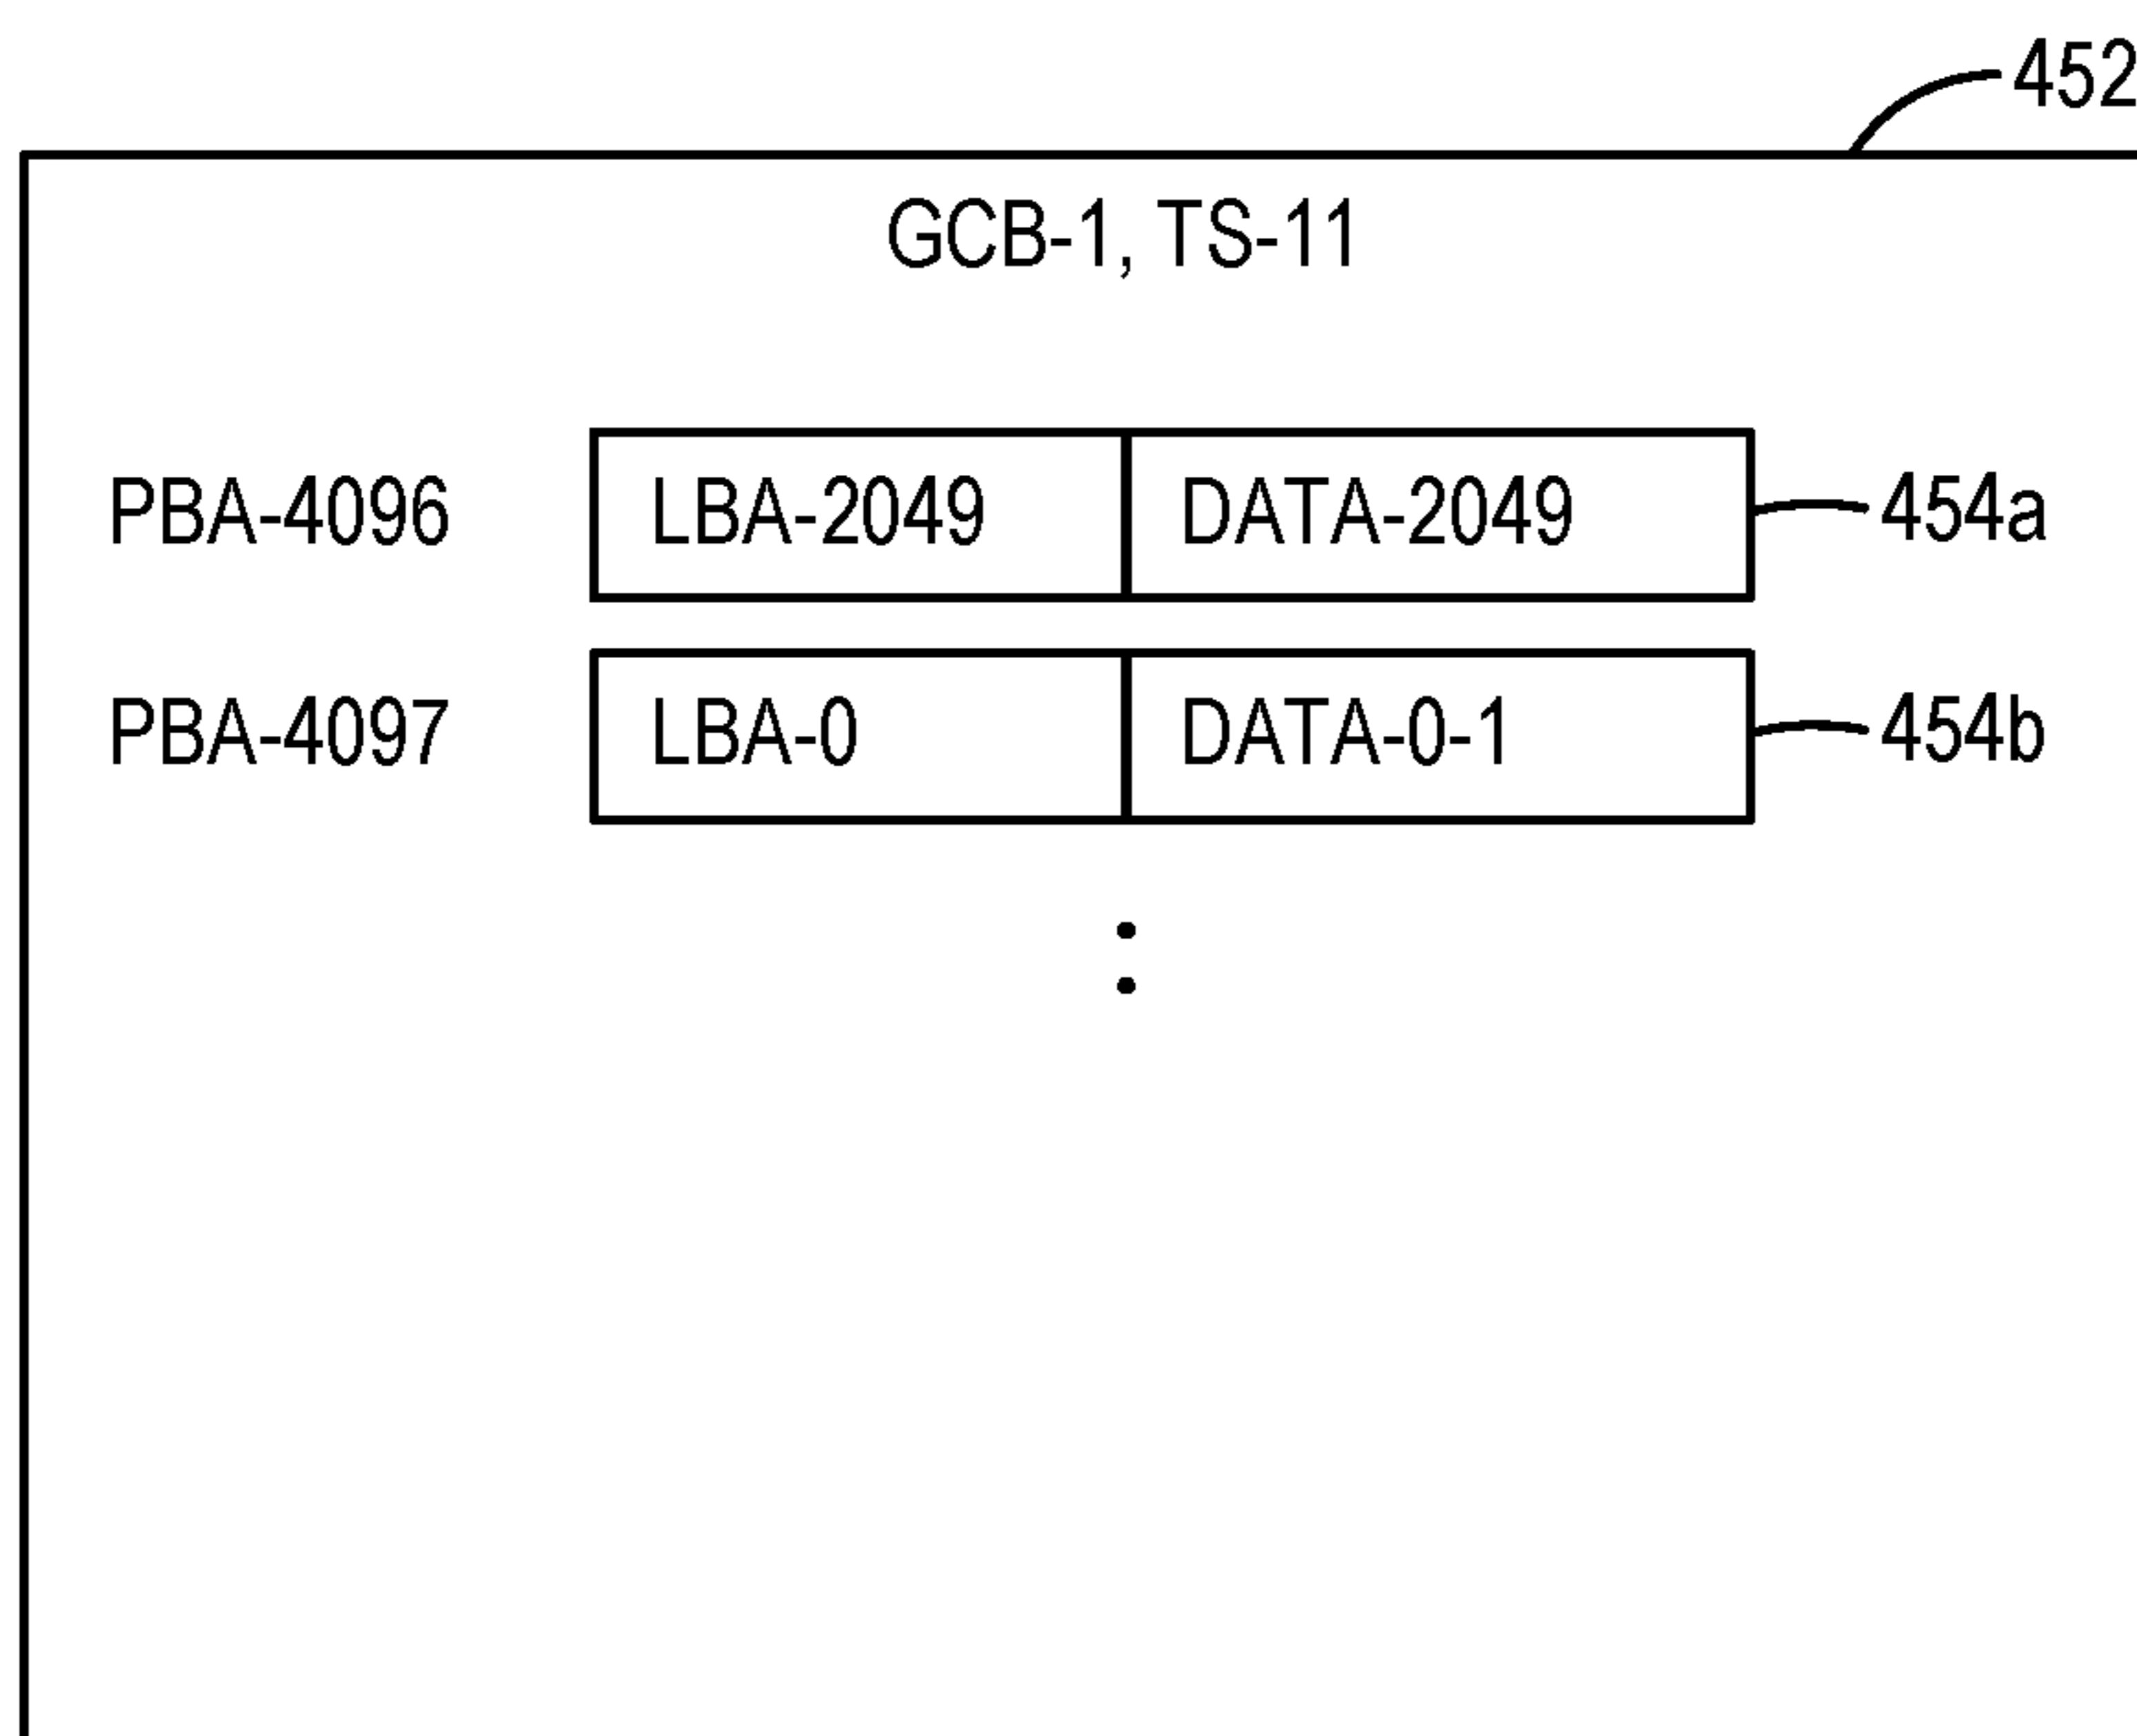 452
GCB-1, TS-11
PBA-4096 LBA-2049 DATA-2049 454a
PBA-4097 LBA-0 DATA-0-1 454b